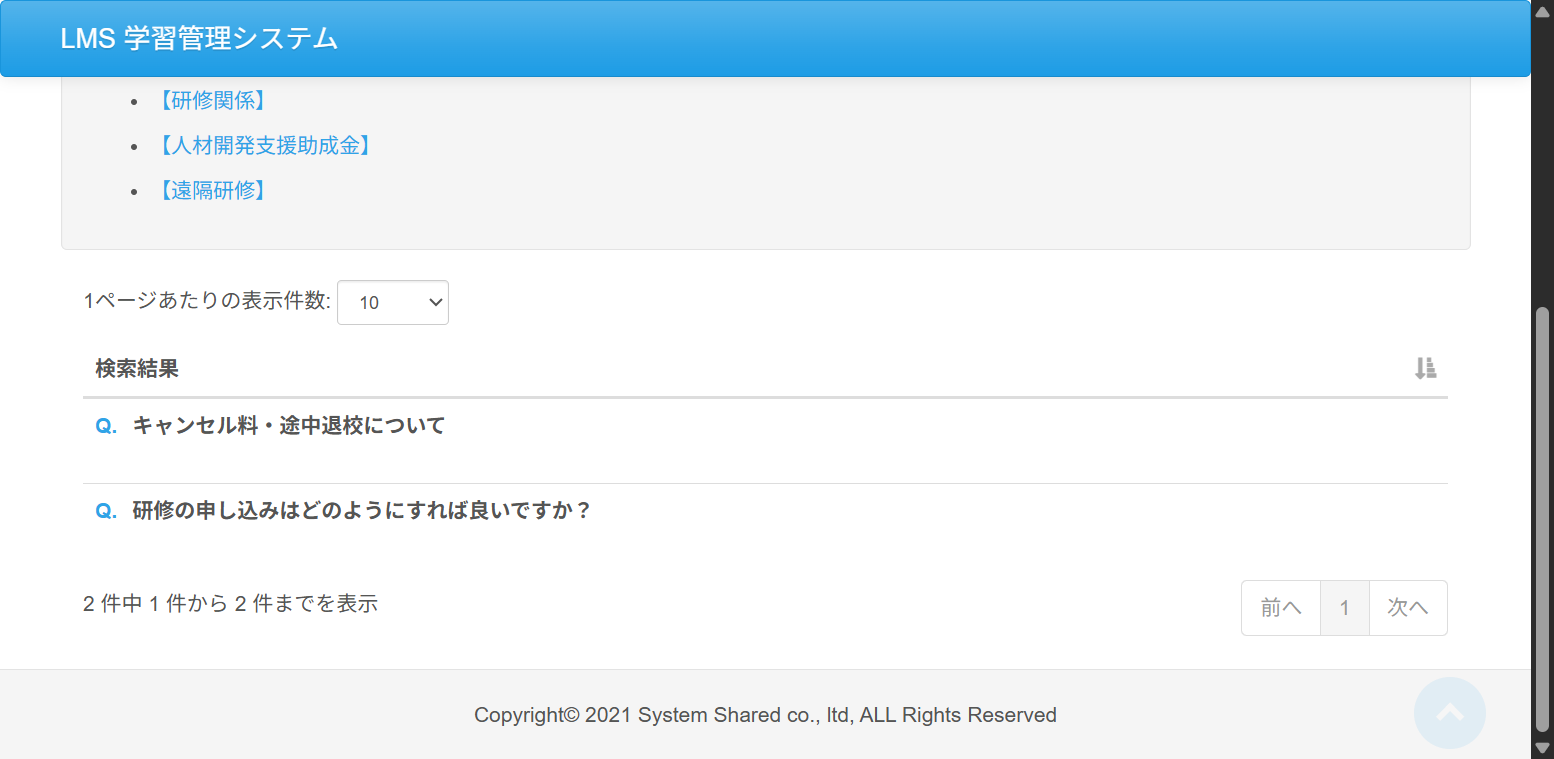 LMS 学習管理システム
【研修関係】
【人材開発支援助成金】
【遠隔研修】
1ページあたりの表示件数: 10
検索結果
Q. キャンセル料・途中退校について
Q. 研修の申し込みはどのようにすれば良いですか？
2 件中 1 件から 2 件までを表示
前へ 1 次へ
Copyright© 2021 System Shared co., ltd, ALL Rights Reserved